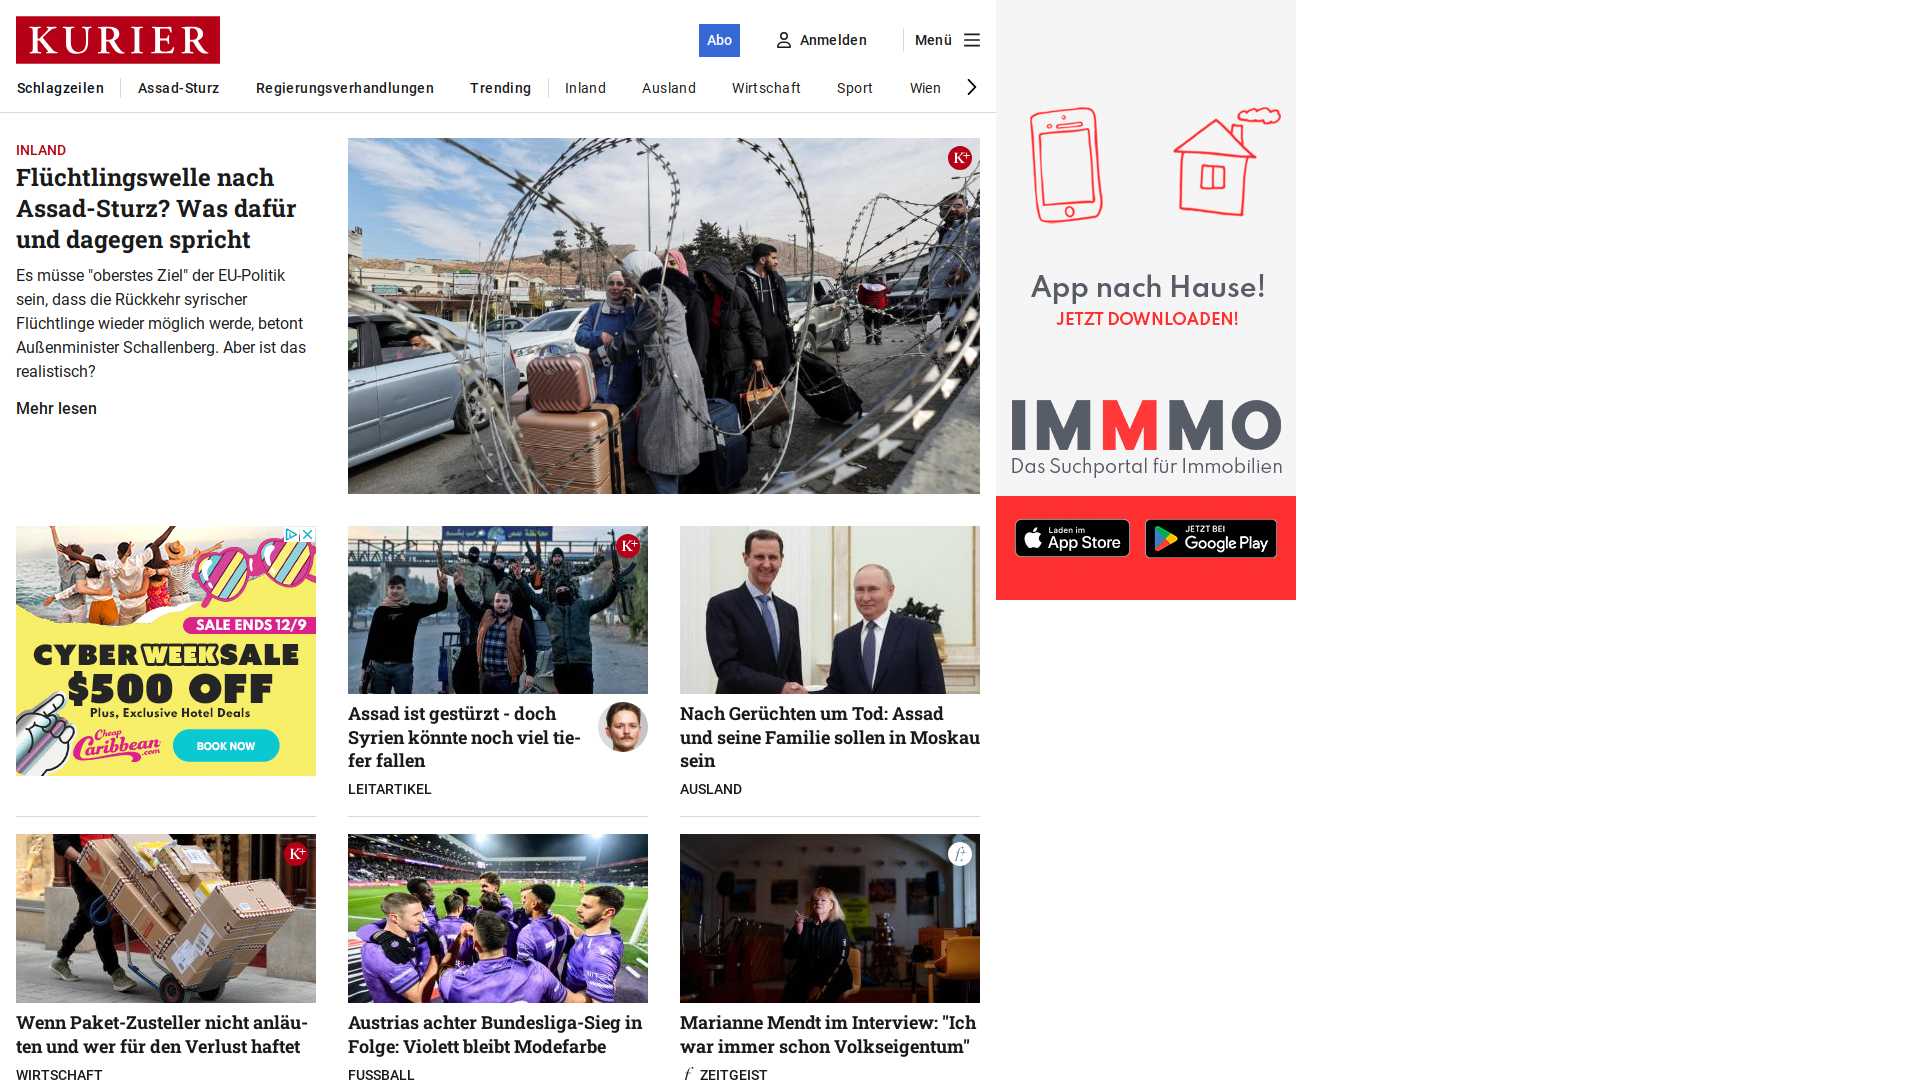 KURIER
Abo
Anmelden
Menü
Schlagzeilen
Assad-Sturz
Regierungsverhandlungen
Trending
Inland
Ausland
Wirtschaft
Sport
Wien
INLAND
Flüchtlingswelle nach
Assad-Sturz? Was dafür
und dagegen spricht
Es müsse "oberstes Ziel" der EU-Politik
sein, dass die Rückkehr syrischer
Flüchtlinge wieder möglich werde, betont
Außenminister Schallenberg. Aber ist das
realistisch?
Mehr lesen
K+
App nach Hause!
JETZT DOWNLOADEN!
IMMMO
Das Suchportal für Immobilien
Laden im
App Store
JETZT BEI
Google Play
SALE ENDS 12/9
CYBER WEEK SALE
$500 OFF
Plus, Exclusive Hotel Deals
Cheap
Caribbean
.com
BOOK NOW
K+
Assad ist gestürzt - doch
Syrien könnte noch viel tie-
fer fallen
LEITARTIKEL
Nach Gerüchten um Tod: Assad
und seine Familie sollen in Moskau
sein
AUSLAND
K+
Wenn Paket-Zusteller nicht anläu-
ten und wer für den Verlust haftet
WIRTSCHAFT
Austrias achter Bundesliga-Sieg in
Folge: Violett bleibt Modefarbe
FUSSBALL
f+
Marianne Mendt im Interview: "Ich
war immer schon Volkseigentum"
f ZEITGEIST